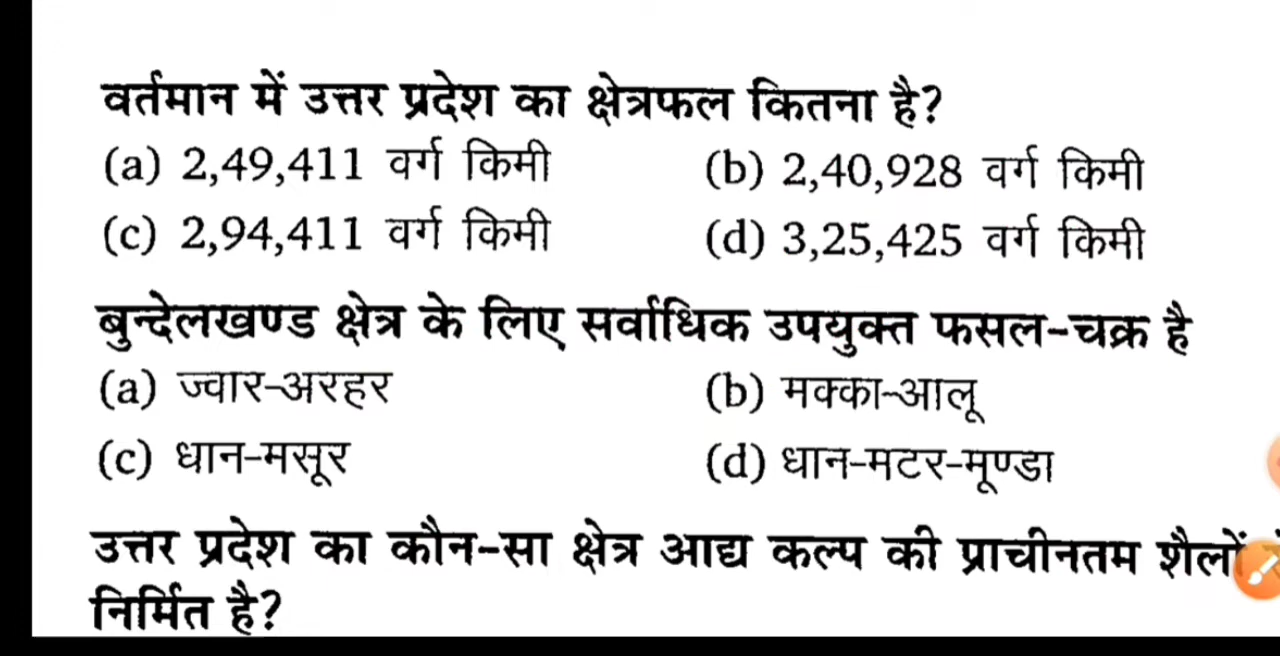 वर्तमान में उत्तर प्रदेश का क्षेत्रफल कितना है?
(a) 2,49,411 वर्ग किमी (b) 2,40,928 वर्ग किमी
(c) 2,94,411 वर्ग किमी (d) 3,25,425 वर्ग किमी
बुन्देलखण्ड क्षेत्र के लिए सर्वाधिक उपयुक्त फसल-चक्र है
(a) ज्वार-अरहर (b) मक्का-आलू
(c) धान-मसूर (d) धान-मटर-मूण्डा
उत्तर प्रदेश का कौन-सा क्षेत्र आद्य कल्प की प्राचीनतम शैलों
निर्मित है?